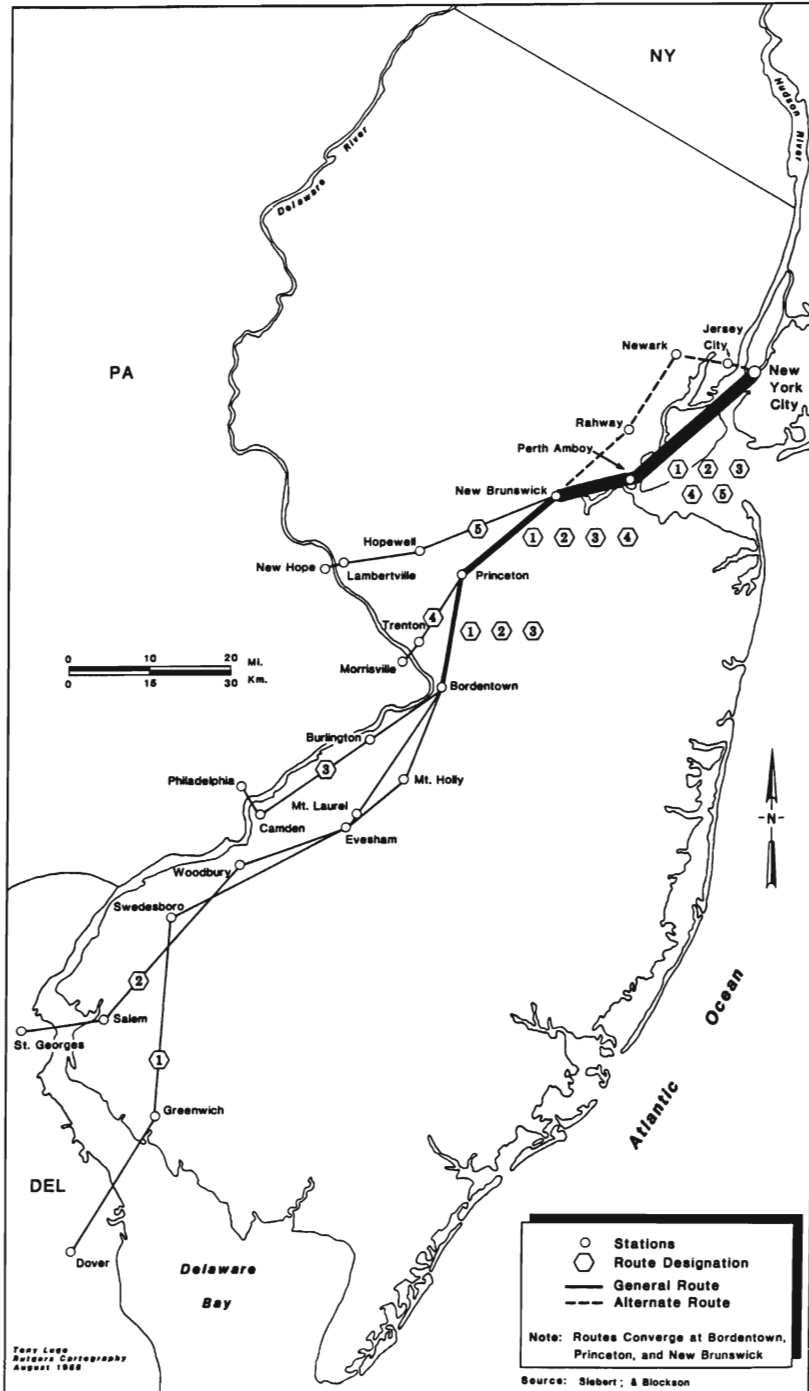 NY
Hudson
River
Delaware River
PA
Jersey
City
Newark
New
York
City
Rahway
Perth Amboy
1 2 3
4 5
New Brunswick
5
1 2 3 4
Hopewell
New Hope
Lambertville
Princeton
4
Trenton
1 2 3
Morrisville
0 10 20 Mi.
0 15 30 Km.
Bordentown
Burlington
3
Philadelphia
Mt. Holly
Mt. Laurel
Camden
Evesham
-N-
Woodbury
Swedesboro
2
Salem
St. Georges
1
Greenwich
Atlantic Ocean
DEL
Dover
Delaware
Bay
Stations
Route Designation
General Route
Alternate Route
Note: Routes Converge at Bordentown,
Princeton, and New Brunswick
Tony Lugo
Rutgers Cartography
August 1988
Source: Siebert; & Blockson